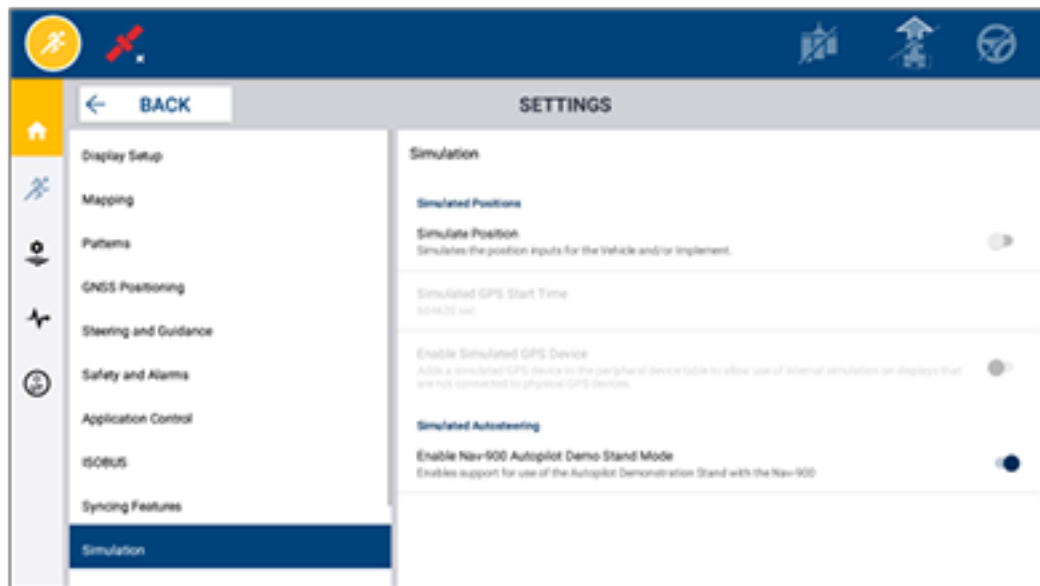 BACK
SETTINGS
Display Setup
Mapping
Patterns
GNSS Positioning
Steering and Guidance
Safety and Alarms
Application Control
ISOBUS
Syncing Features
Simulation
Simulation
Simulated Positions
Simulate Position
Simulates the position inputs for the Vehicle and/or Implement.
Simulated GPS Start Time
604620 sec
Enable Simulated GPS Device
Adds a simulated GPS device to the peripheral device table to allow use of internal simulation on displays that
are not connected to physical GPS devices.
Simulated Autosteering
Enable Nav-900 Autopilot Demo Stand Mode
Enables support for use of the Autopilot Demonstration Stand with the Nav-900